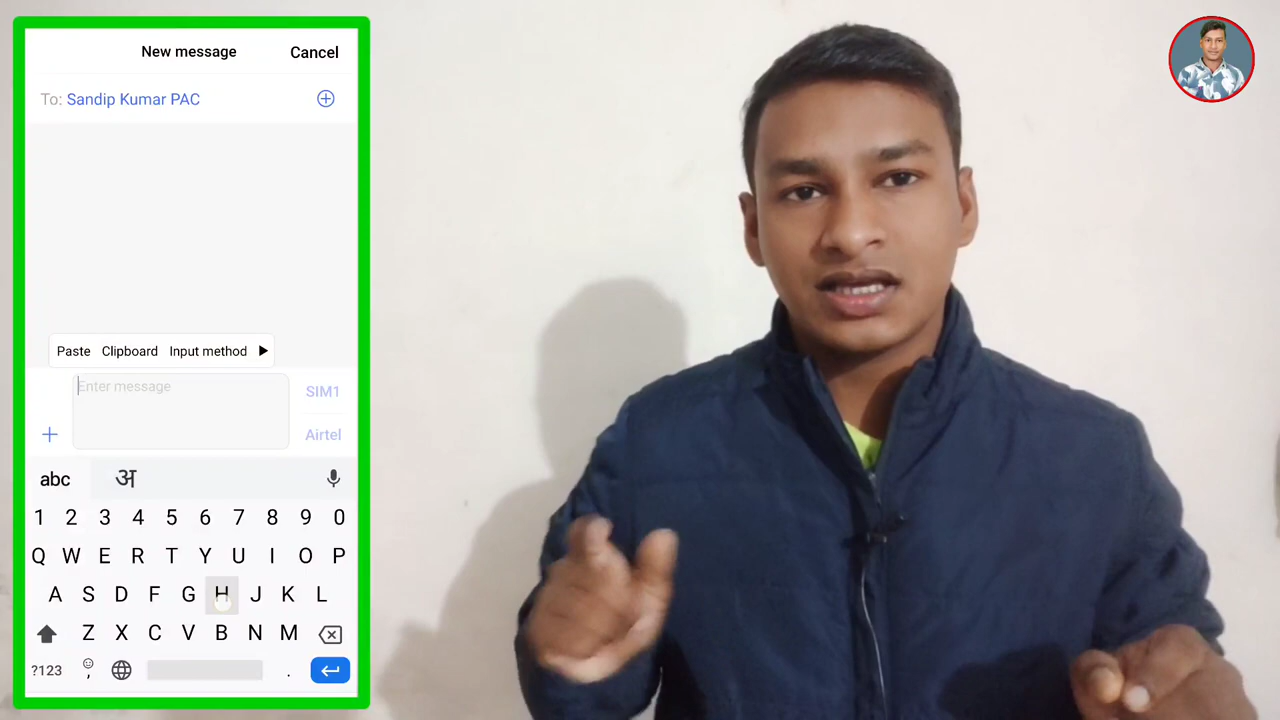 New message Cancel
To: Sandip Kumar PAC
Paste Clipboard Input method
Enter message SIM1
Airtel
abc अ
1 2 3 4 5 6 7 8 9 0
Q W E R T Y U I O P
A S D F G H J K L
Z X C V B N M
?123 , .